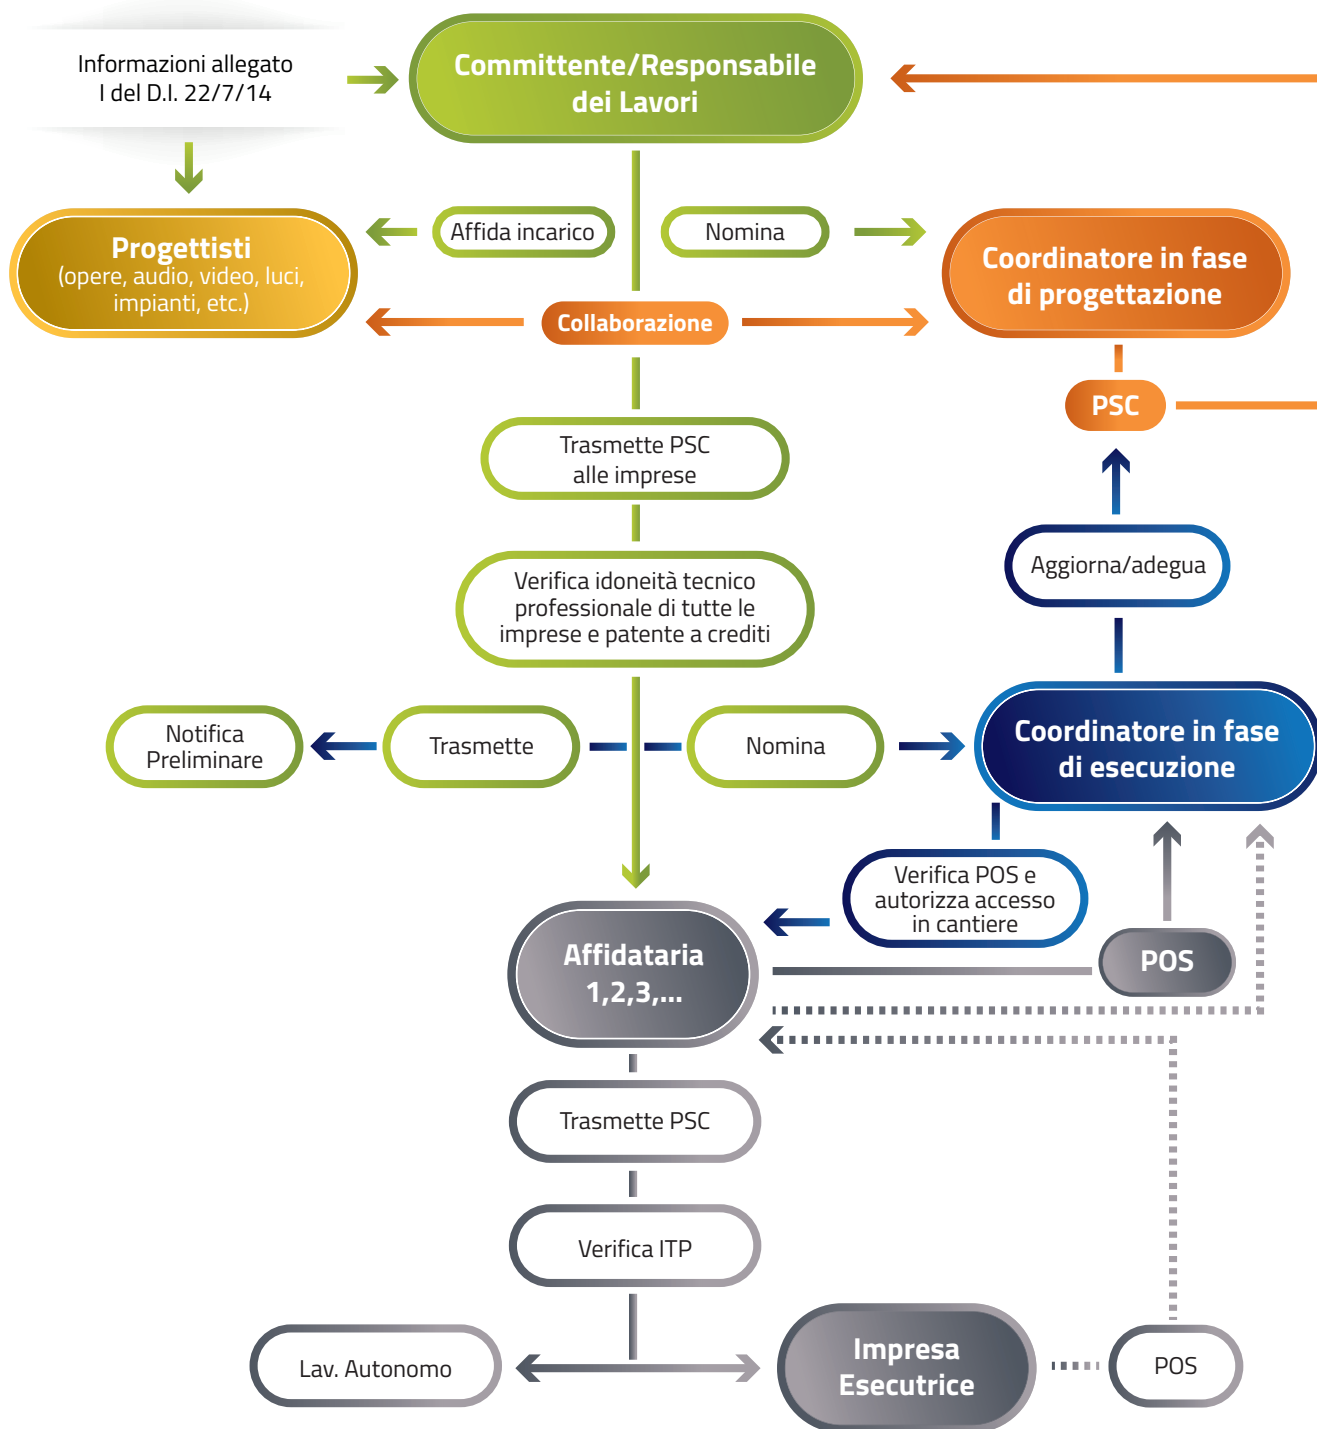 Informazioni allegato
I del D.I. 22/7/14
Committente/Responsabile
dei Lavori
Affida incarico
Nomina
Progettisti
(opere, audio, video, luci,
impianti, etc.)
Coordinatore in fase
di progettazione
Collaborazione
PSC
Trasmette PSC
alle imprese
Aggiorna/adegua
Verifica idoneità tecnico
professionale di tutte le
imprese e patente a crediti
Notifica
Preliminare
Trasmette
Nomina
Coordinatore in fase
di esecuzione
Verifica POS e
autorizza accesso
in cantiere
Affidataria
1,2,3,...
POS
Trasmette PSC
Verifica ITP
Lav. Autonomo
Impresa
Esecutrice
POS